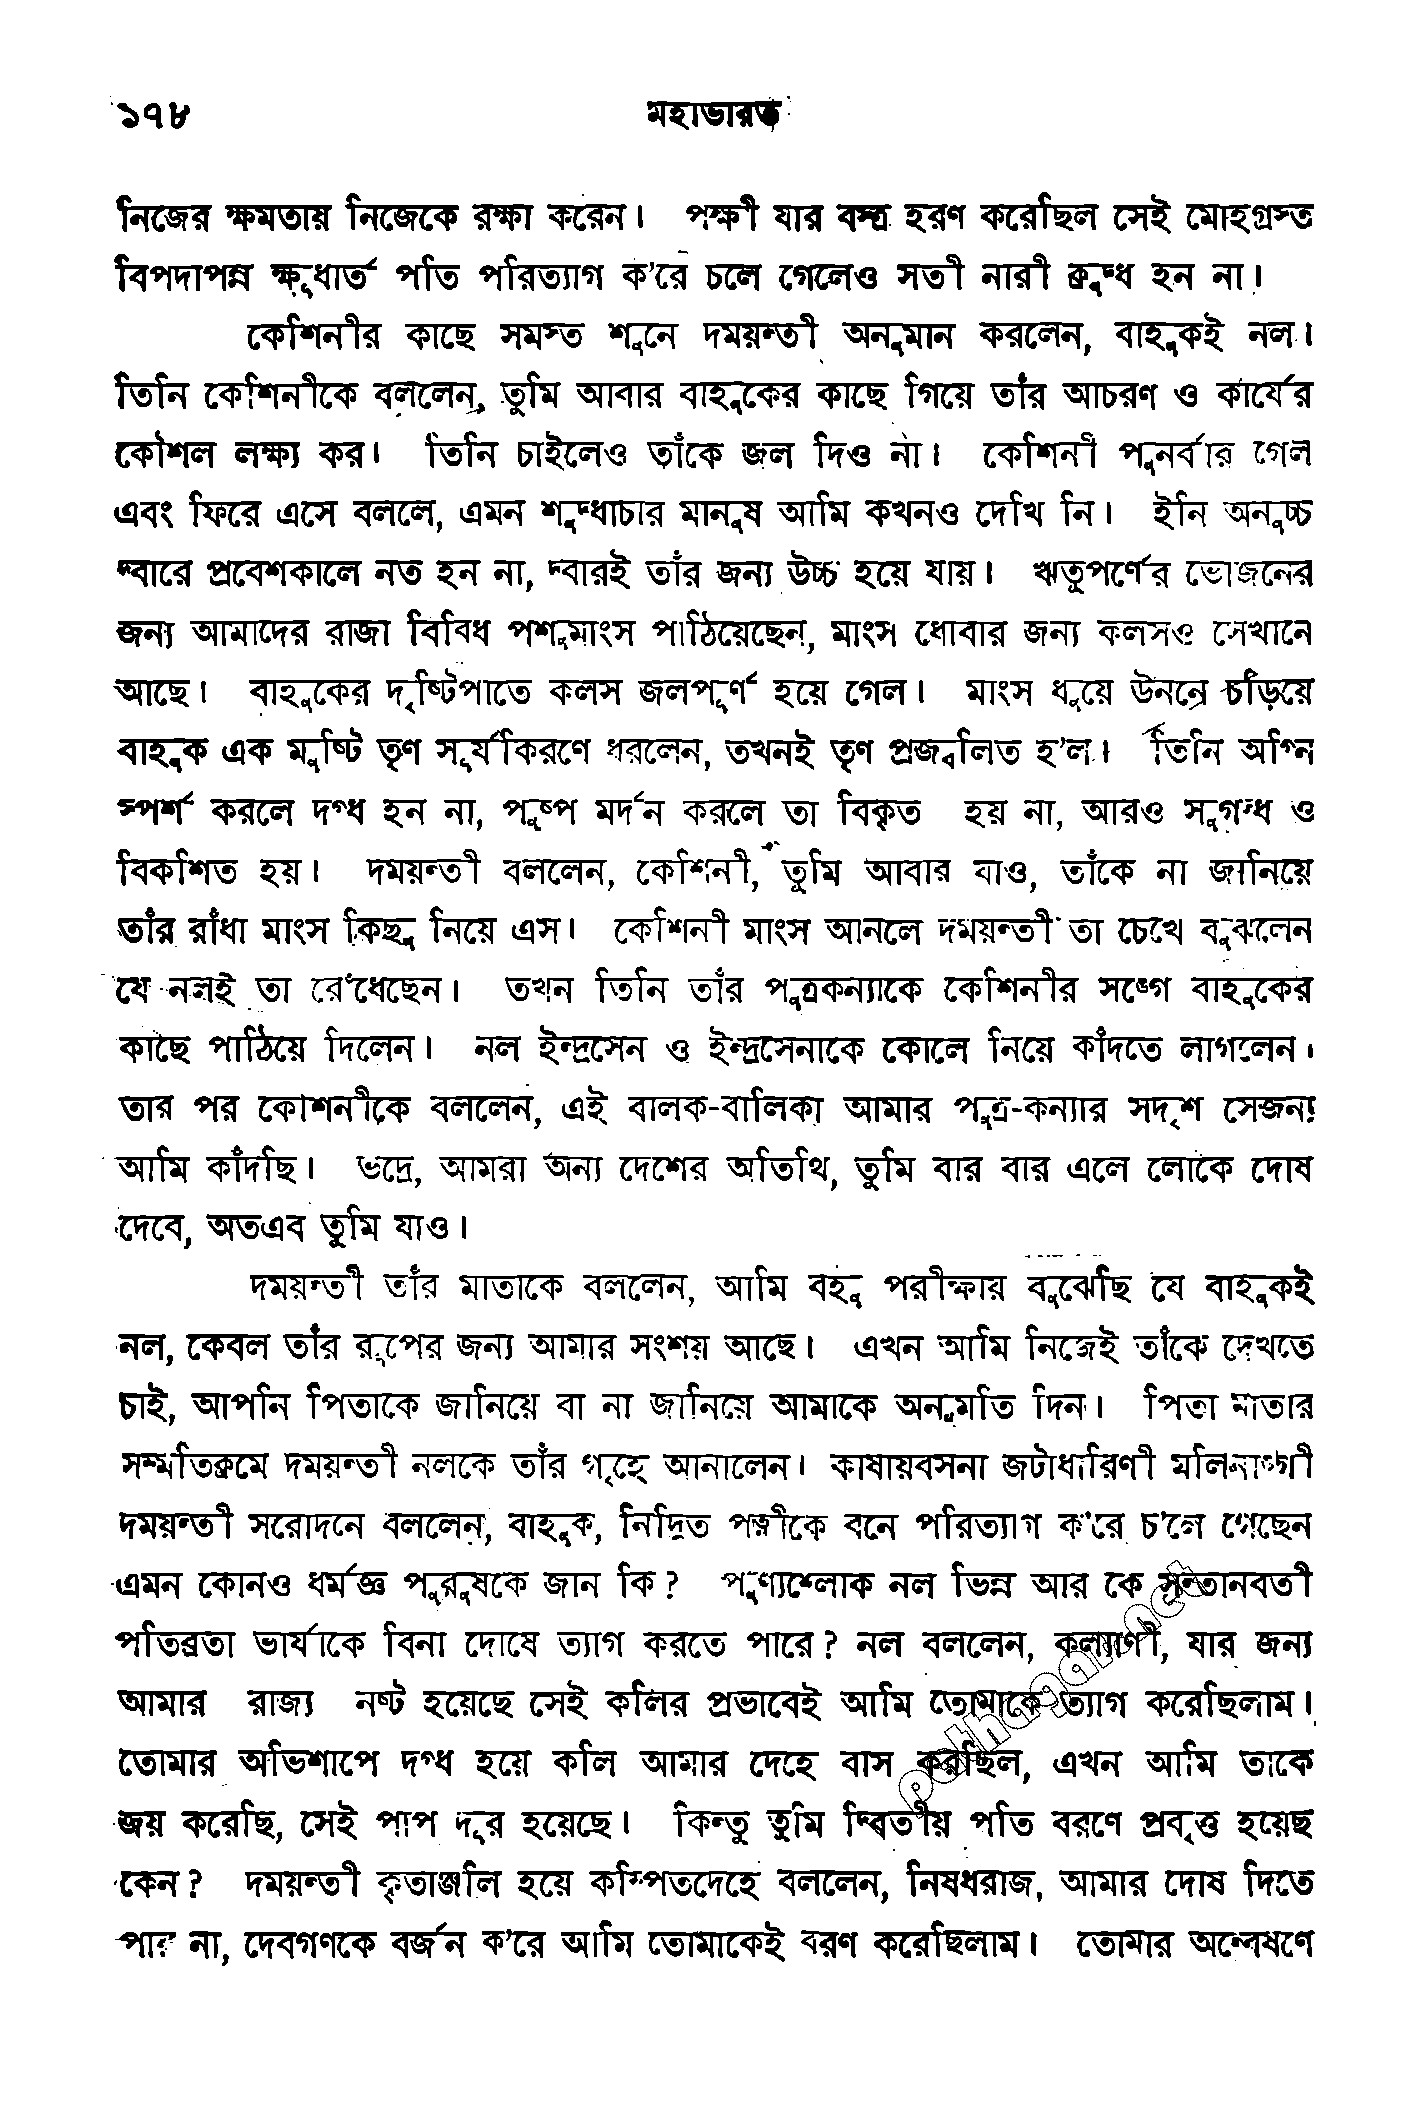 ১৭৮
মহাভারত
নিজের ক্ষমতায় নিজেকে রক্ষা করেন। পক্ষী যার বস্ত্র হরণ করেছিল সেই মোহগ্রস্ত
বিপদাপন্ন ক্ষুধার্ত পতি পরিত্যাগ ক'রে চলে গেলেও সতী নারী ক্রুদ্ধ হন না।
কেশিনীর কাছে সমস্ত শুনে দময়ন্তী অনুমান করলেন, বাহুকই নল।
তিনি কেশিনীকে বললেন, তুমি আবার বাহুকের কাছে গিয়ে তাঁর আচরণ ও কার্যের
কৌশল লক্ষ্য কর। তিনি চাইলেও তাঁকে জল দিও না। কেশিনী পুনর্বার গেল
এবং ফিরে এসে বললে, এমন শুদ্ধাচার মানুষ আমি কখনও দেখি নি। ইনি অনুচ্চ
দ্বারে প্রবেশকালে নত হন না, দ্বারই তাঁর জন্য উচ্চ হয়ে যায়। ঋতুপর্ণের ভোজনের
জন্য আমাদের রাজা বিবিধ পশুমাংস পাঠিয়েছেন, মাংস ধোবার জন্য কলসও সেখানে
আছে। বাহুকের দৃষ্টিপাতে কলস জলপূর্ণ হয়ে গেল। মাংস ধুয়ে উননে চড়িয়ে
বাহুক এক মুষ্টি তৃণ সূর্যকিরণে ধরলেন, তখনই তৃণ প্রজ্বলিত হ'ল। তিনি অগ্নি
স্পর্শ করলে দগ্ধ হন না, পুষ্প মর্দন করলে তা বিকৃত হয় না, আরও সুগন্ধ ও
বিকশিত হয়। দময়ন্তী বললেন, কেশিনী, তুমি আবার যাও, তাঁকে না জানিয়ে
তাঁর রাঁধা মাংস কিছু নিয়ে এস। কেশিনী মাংস আনলে দময়ন্তী তা চেখে বুঝলেন
যে নলই তা রেঁধেছেন। তখন তিনি তাঁর পুত্রকন্যাকে কেশিনীর সঙ্গে বাহুকের
কাছে পাঠিয়ে দিলেন। নল ইন্দ্রসেন ও ইন্দ্রসেনাকে কোলে নিয়ে কাঁদতে লাগলেন।
তার পর কেশিনীকে বললেন, এই বালক-বালিকা আমার পুত্র-কন্যার সদৃশ সেজন্য
আমি কাঁদছি। ভদ্রে, আমরা অন্য দেশের অতিথি, তুমি বার বার এলে লোকে দোষ
দেবে, অতএব তুমি যাও।
দময়ন্তী তাঁর মাতাকে বললেন, আমি বহু পরীক্ষায় বুঝেছি যে বাহুকই
নল, কেবল তাঁর রূপের জন্য আমার সংশয় আছে। এখন আমি নিজেই তাঁকে দেখতে
চাই, আপনি পিতাকে জানিয়ে বা না জানিয়ে আমাকে অনুমতি দিন। পিতা মাতার
সম্মতিক্রমে দময়ন্তী নলকে তাঁর গৃহে আনালেন। কাষায়বসনা জটাধারিণী মলিনাঙ্গী
দময়ন্তী সরোদনে বললেন, বাহুক, নিদ্রিত পত্নীকে বনে পরিত্যাগ ক'রে চ'লে গেছেন
এমন কোনও ধর্মজ্ঞ পুরুষকে জান কি? পুণ্যশ্লোক নল ভিন্ন আর কে সন্তানবতী
পতিব্রতা ভার্যাকে বিনা দোষে ত্যাগ করতে পারে? নল বললেন, কল্যাণী, যার জন্য
আমার রাজ্য নষ্ট হয়েছে সেই কলির প্রভাবেই আমি তোমাকে ত্যাগ করেছিলাম।
তোমার অভিশাপে দগ্ধ হয়ে কলি আমার দেহে বাস করছিল, এখন আমি তাকে
জয় করেছি, সেই পাপ দূর হয়েছে। কিন্তু তুমি দ্বিতীয় পতি বরণে প্রবৃত্ত হয়েছ
কেন? দময়ন্তী কৃতাঞ্জলি হয়ে কম্পিতদেহে বললেন, নিষধরাজ, আমার দোষ দিতে
পার না, দেবগণকে বর্জন ক'রে আমি তোমাকেই বরণ করেছিলাম। তোমার অন্বেষণে
pathagar.net